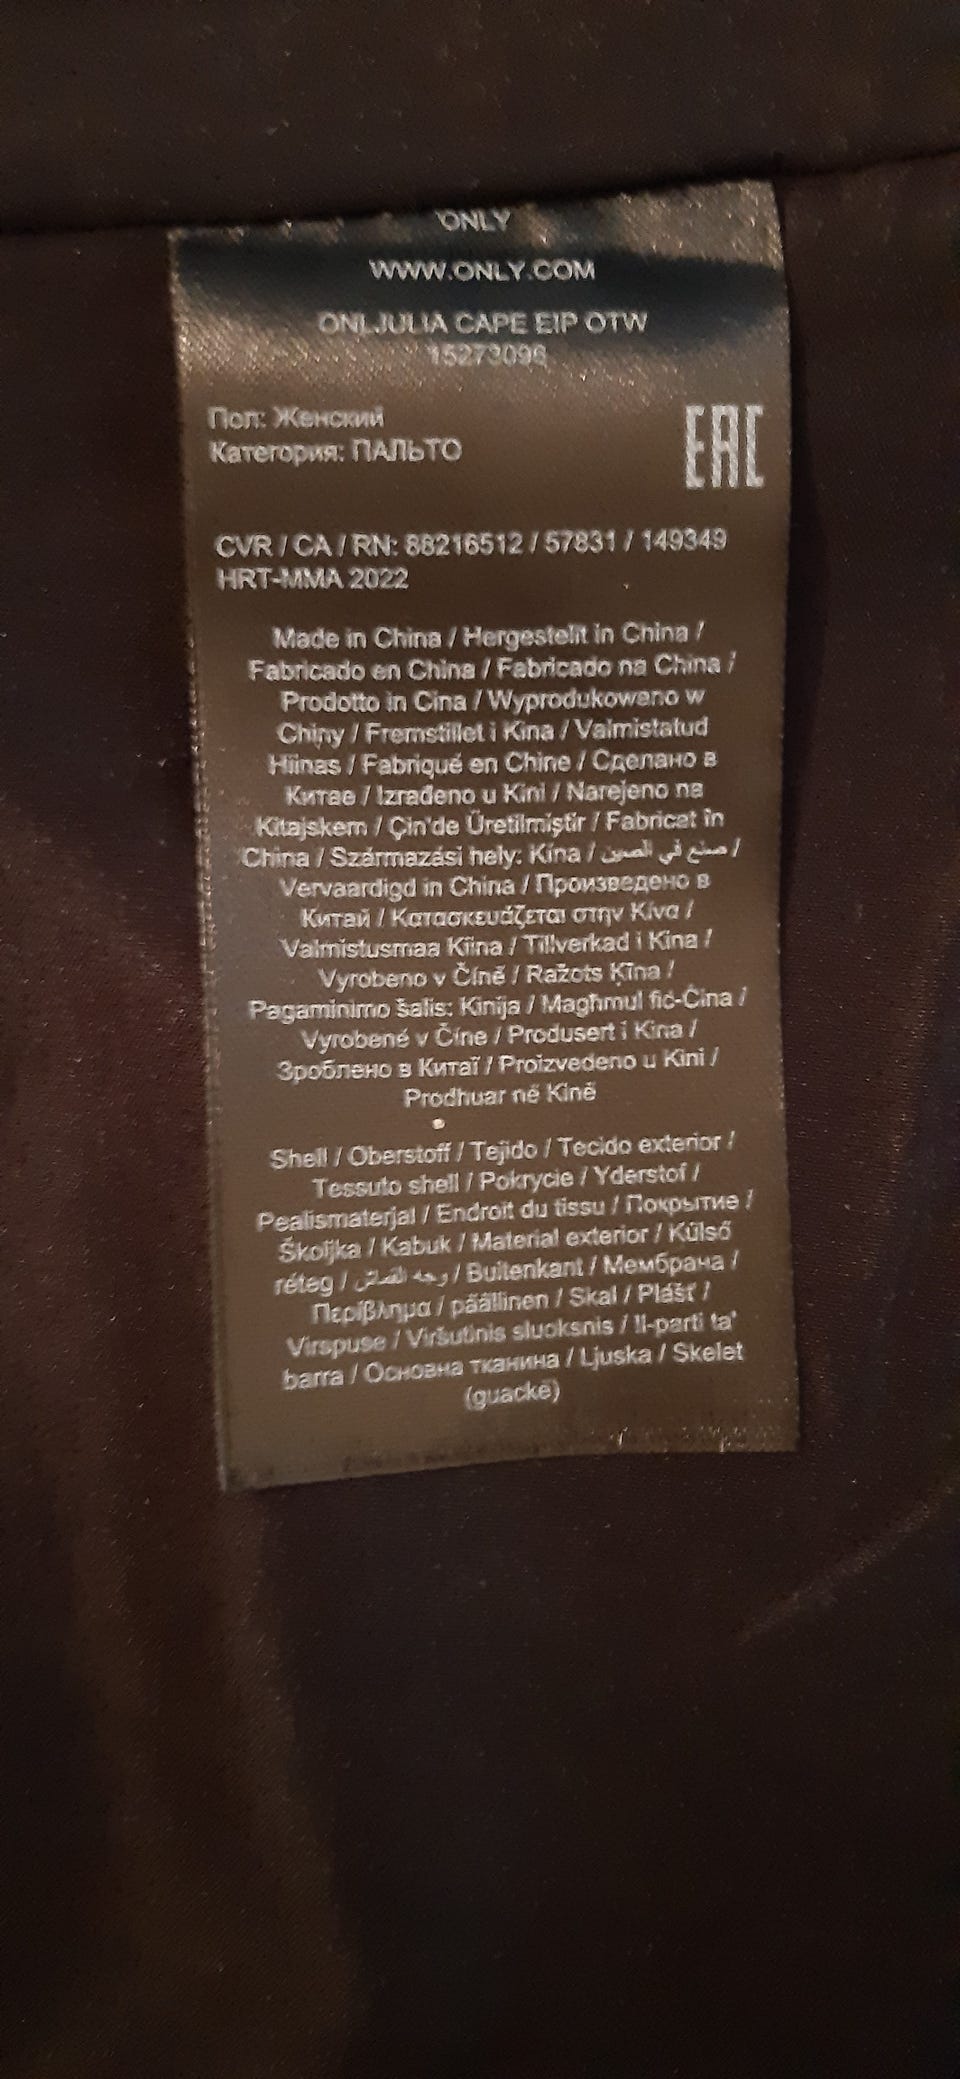 ONLY
WWW.ONLY.COM
ONLJULIA CAPE EIP OTW
15273096
Пол: Женский
Категория: ПАЛЬТО
EAC
CVR / CA / RN: 88216512 / 57831 / 149349
HRT-MMA 2022
Made in China / Hergestellt in China /
Fabricado en China / Fabricado na China /
Prodotto in Cina / Wyprodukowano w
Chiny / Fremstillet i Kina / Valmistatud
Hiinas / Fabriqué en Chine / Сделано в
Китае / Izrađeno u Kini / Narejeno na
Kitajskem / Çin'de Üretilmiştir / Fabricat în
China / Származási hely: Kína / صنع في الصين /
Vervaardigd in China / Произведено в
Китай / Κατασκευάζεται στην Κίνα /
Valmistusmaa Kiina / Tillverkad i Kina /
Vyrobeno v Číně / Ražots Ķīna /
Pagaminimo šalis: Kinija / Magħmul fiċ-Ċina /
Vyrobené v Číne / Produsert i Kina /
Зроблено в Китаї / Proizvedeno u Kini /
Prodhuar në Kinë
Shell / Oberstoff / Tejido / Tecido exterior /
Tessuto shell / Pokrycie / Yderstof /
Pealismaterjal / Endroit du tissu / Покрытие /
Školjka / Kabuk / Material exterior / Külső
réteg / وجه القماش / Buitenkant / Мембрана /
Περίβλημα / päällinen / Skal / Plášť /
Virspuse / Viršutinis sluoksnis / Il-parti ta'
barra / Основна тканина / Ljuska / Skelet
(guackë)